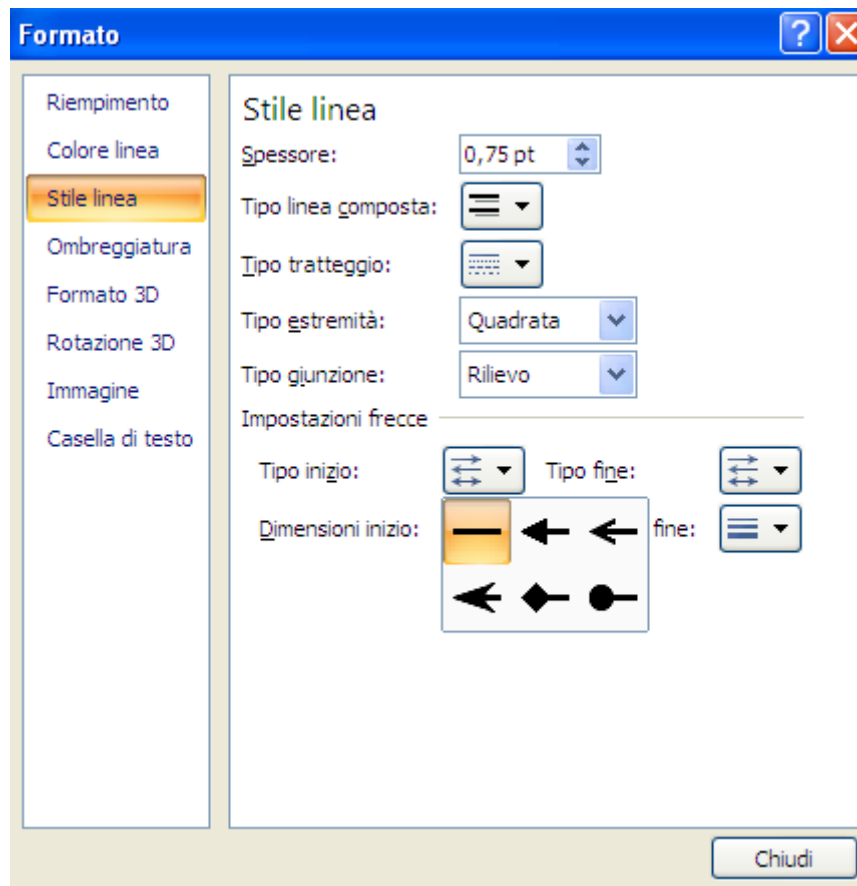 Formato
Riempimento
Colore linea
Stile linea
Ombreggiatura
Formato 3D
Rotazione 3D
Immagine
Casella di testo
Stile linea
Spessore: 0,75 pt
Tipo linea composta:
Tipo tratteggio:
Tipo estremità: Quadrata
Tipo giunzione: Rilievo
Impostazioni frecce
Tipo inizio: Tipo fine:
Dimensioni inizio: fine:
Chiudi